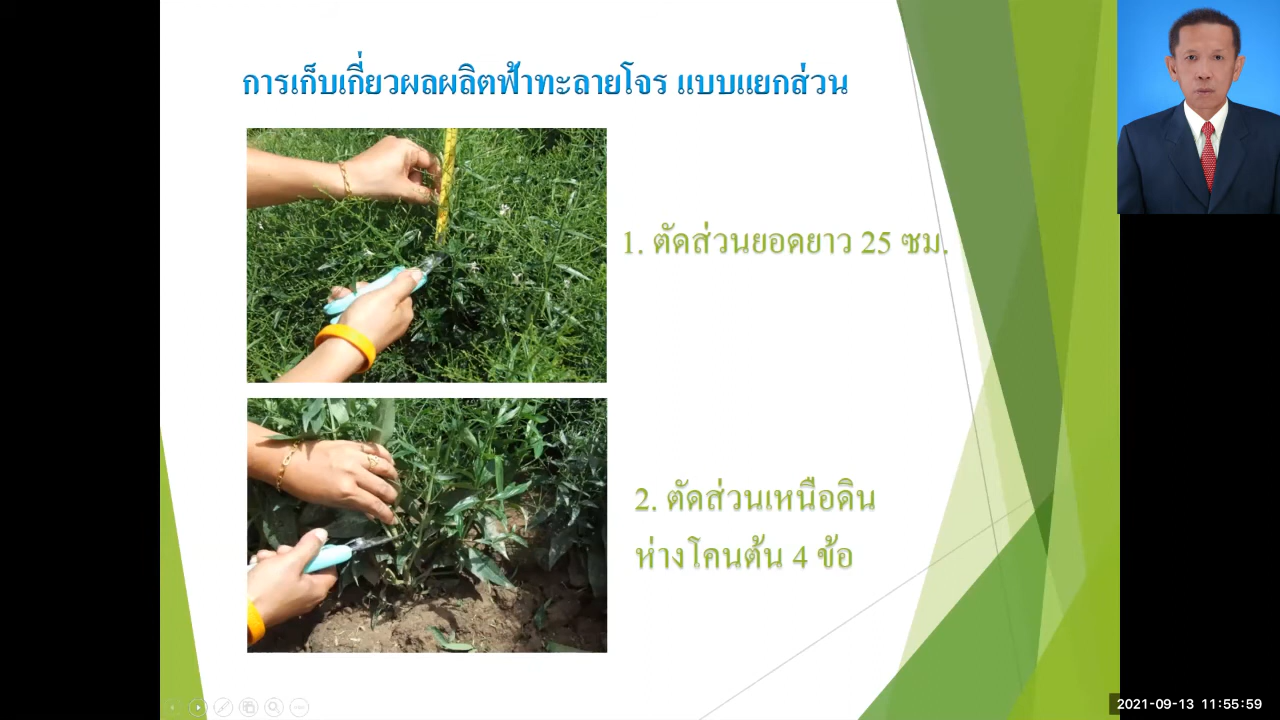 การเก็บเกี่ยวผลผลิตฟ้าทะลายโจร แบบแยกส่วน
1. ตัดส่วนยอดยาว 25 ซม.
2. ตัดส่วนเหนือดิน
ห่างโคนต้น 4 ข้อ
2021-09-13 11:55:59